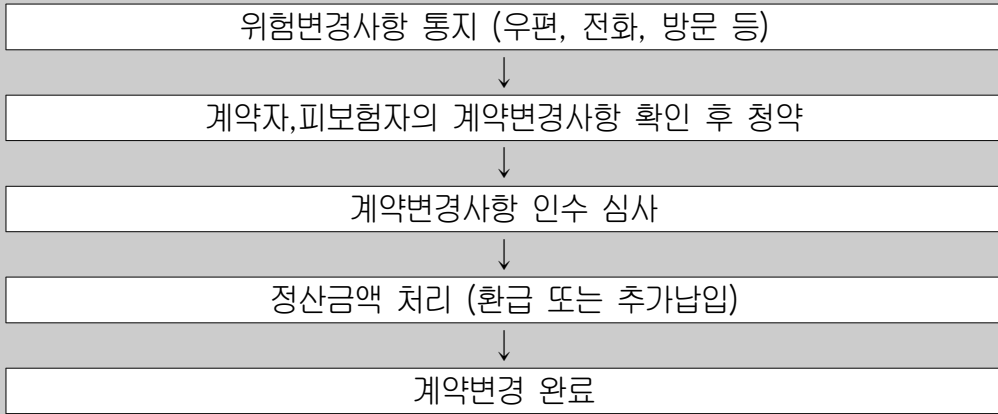 위험변경사항 통지 (우편, 전화, 방문 등)
↓
계약자,피보험자의 계약변경사항 확인 후 청약
↓
계약변경사항 인수 심사
↓
정산금액 처리 (환급 또는 추가납입)
↓
계약변경 완료